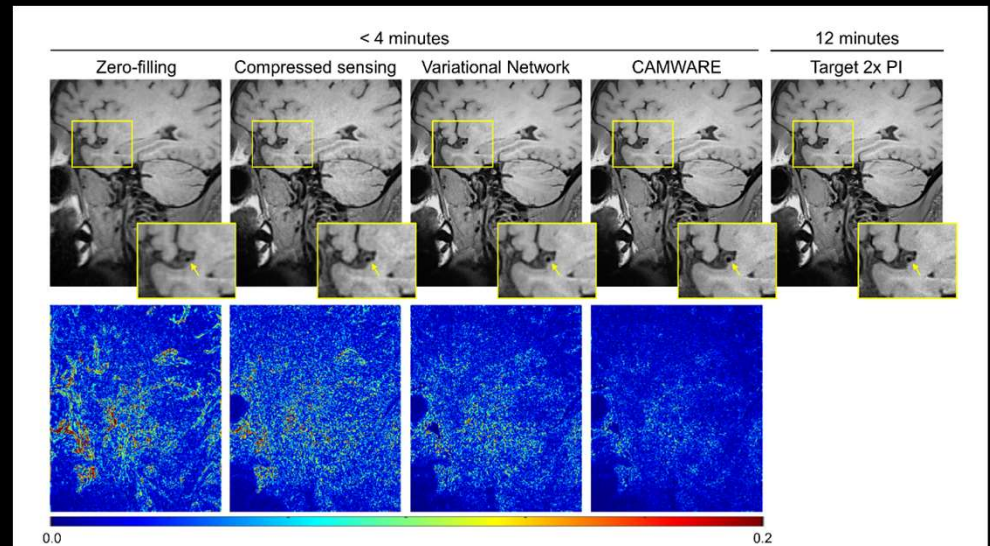 < 4 minutes
12 minutes
Zero-filling
Compressed sensing
Variational Network
CAMWARE
Target 2x PI
0.0
0.2